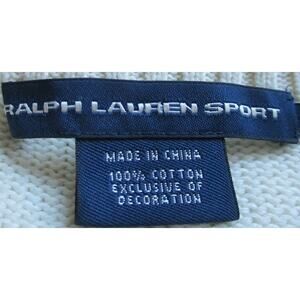 RALPH LAUREN SPORT
MADE IN CHINA
100% COTTON
EXCLUSIVE OF
DECORATION